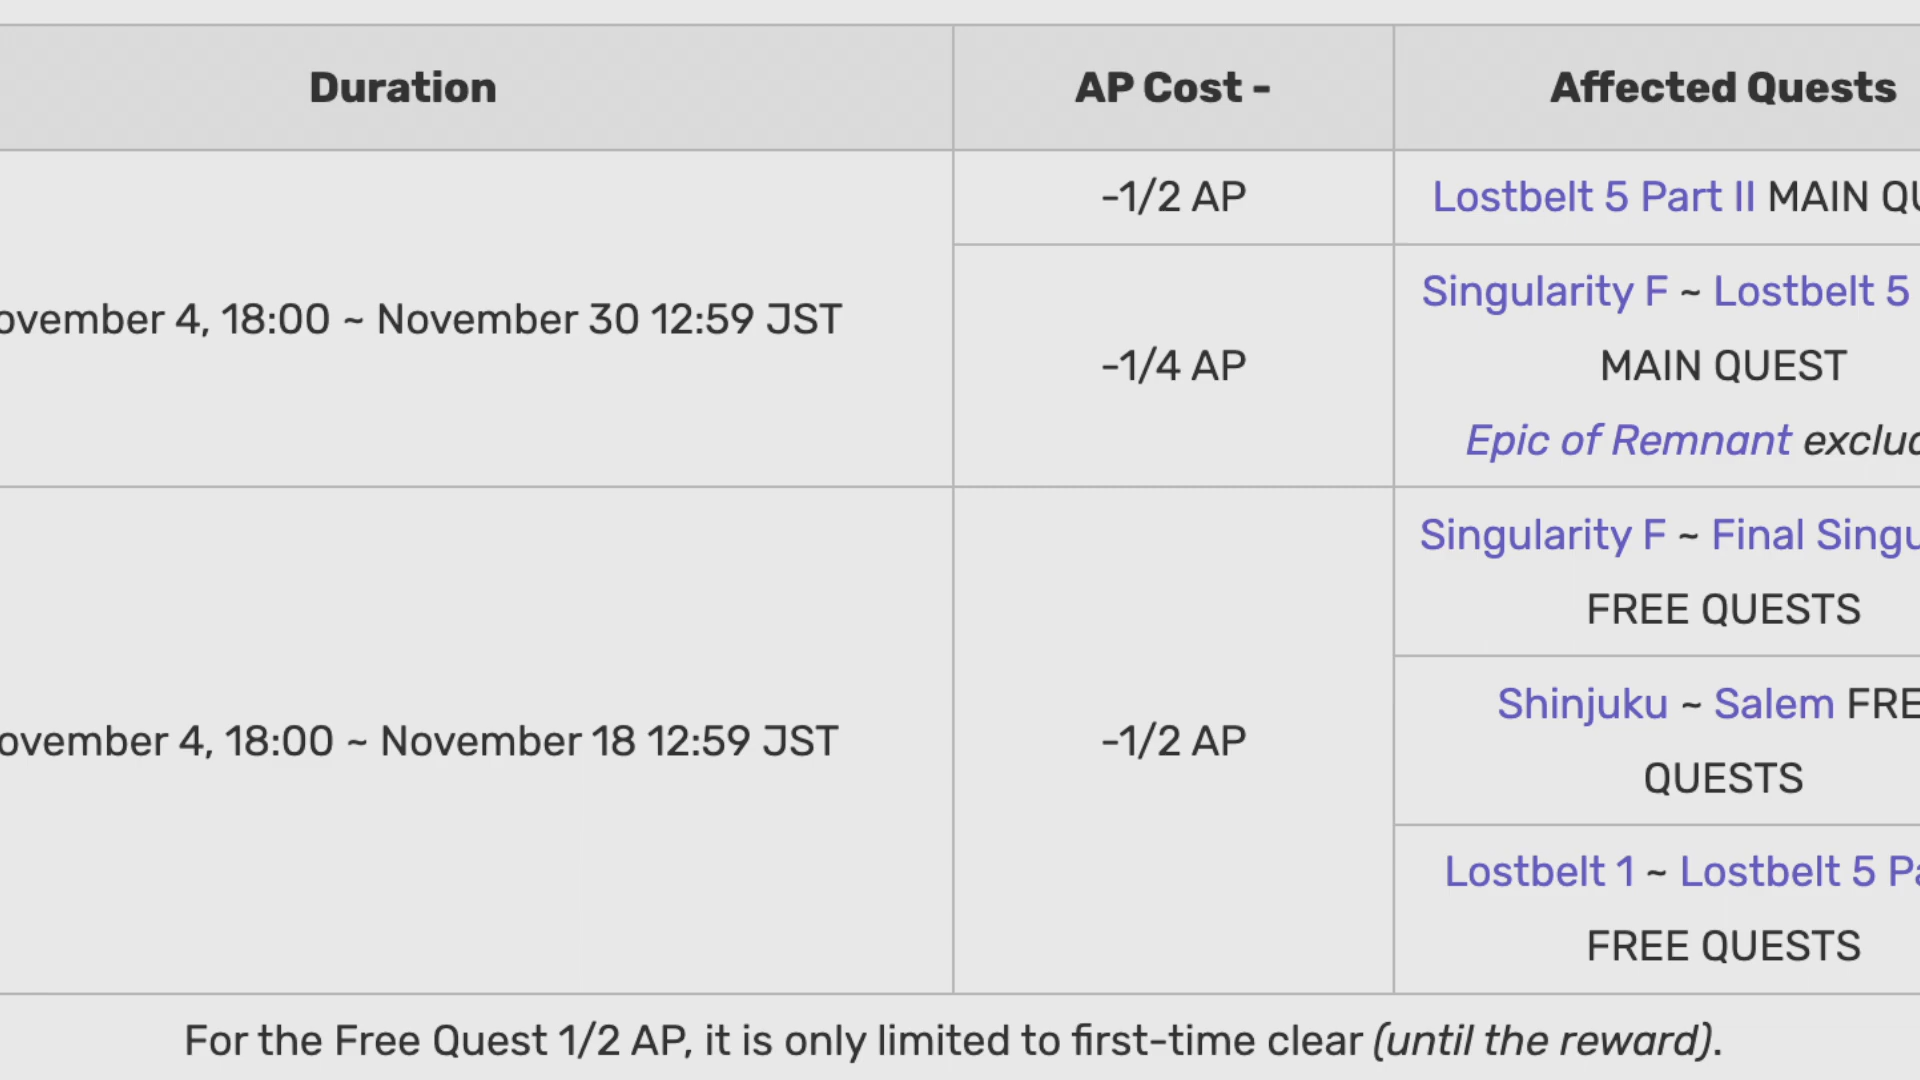 Duration
AP Cost -
Affected Quests
4, 18:00 ~ November 30 12:59 JST
-1/2 AP
Lostbelt 5 Part II MAIN
-1/4 AP
Singularity F ~ Lostbelt 5
MAIN QUEST
Epic of Remnant
4, 18:00 ~ November 18 12:59 JST
-1/2 AP
Singularity F ~ Final
FREE QUESTS
Shinjuku ~ Salem
QUESTS
Lostbelt 1 ~ Lostbelt 5
FREE QUESTS
For the Free Quest 1/2 AP, it is only limited to first-time clear (until the reward).